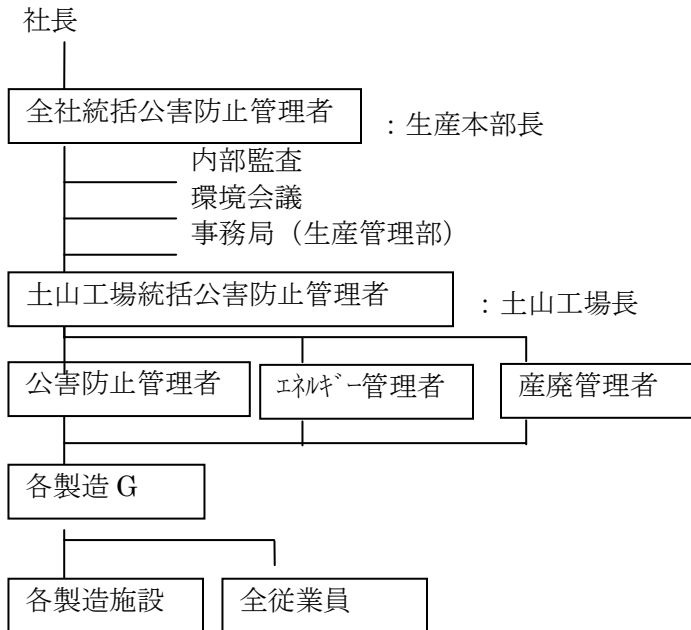 社長
全社統括公害防止管理者
：生産本部長
内部監査
環境会議
事務局（生産管理部）
土山工場統括公害防止管理者
：土山工場長
公害防止管理者
ｴﾈﾙｷﾞｰ管理者
産廃管理者
各製造 G
各製造施設
全従業員